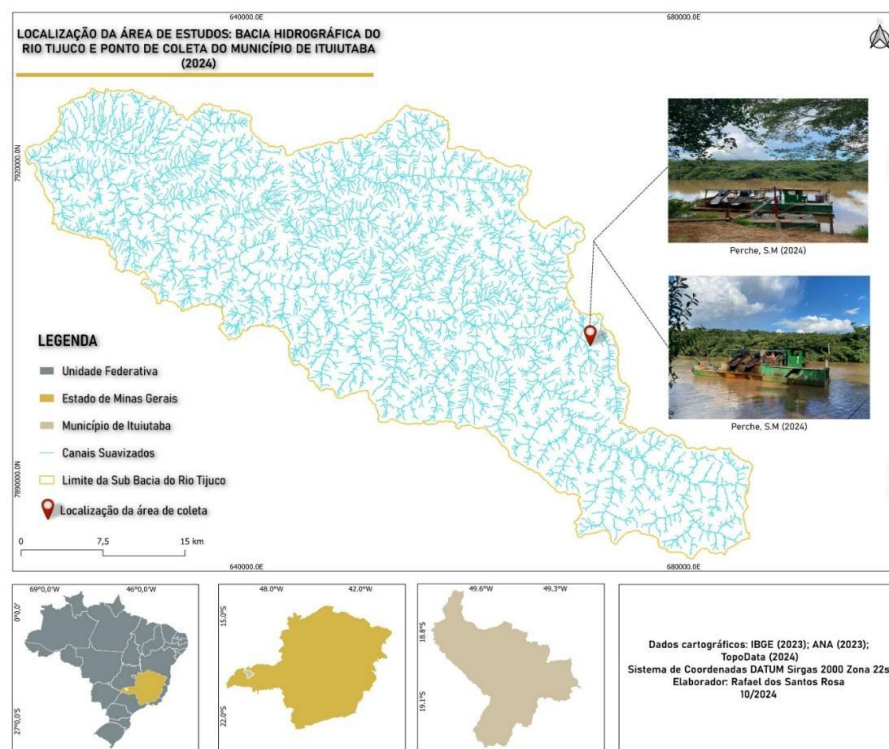 640000.0E
680000.0E
LOCALIZAÇÃO DA ÁREA DE ESTUDOS: BACIA HIDROGRÁFICA DO
RIO TIJUCO E PONTO DE COLETA DO MUNICÍPIO DE ITUIUTABA
(2024)
7920000.0N
Perche, S.M (2024)
Perche, S.M (2024)
LEGENDA
Unidade Federativa
Estado de Minas Gerais
Município de Ituiutaba
Canais Suavizados
Limite da Sub Bacia do Rio Tijuco
Localização da área de coleta
7890000.0N
0 7,5 15 km
640000.0E
680000.0E
69°0,0'W 46°0,0'W
0°0,0'
27°0,0'S
48.0°W 42.0°W
15.0°S
22.0°S
49.6°W 49.3°W
18.8°S
19.1°S
Dados cartográficos: IBGE (2023); ANA (2023);
TopoData (2024)
Sistema de Coordenadas DATUM Sirgas 2000 Zona 22s
Elaborador: Rafael dos Santos Rosa
10/2024